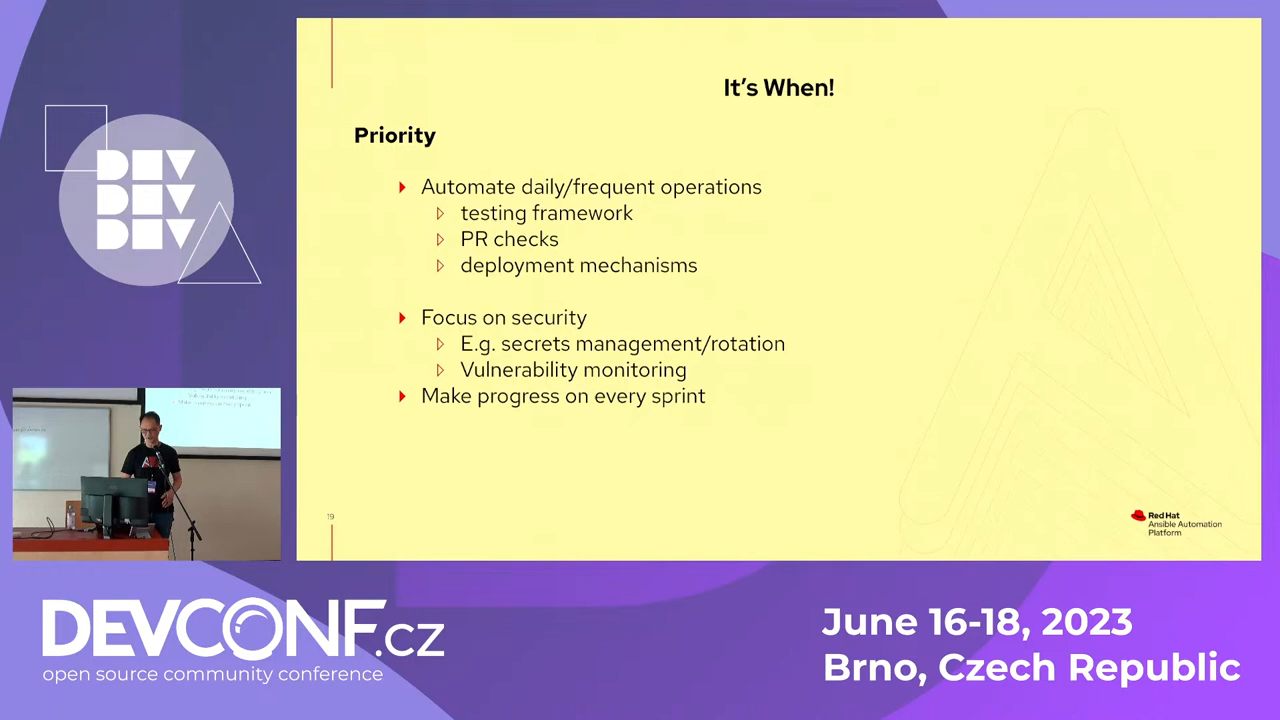 It's When!
Priority
Automate daily/frequent operations
testing framework
PR checks
deployment mechanisms
Focus on security
E.g. secrets management/rotation
Vulnerability monitoring
Make progress on every sprint
19
Red Hat
Ansible Automation
Platform
DEV
DEV
DEV
DEVCONF.cz
open source community conference
June 16-18, 2023
Brno, Czech Republic